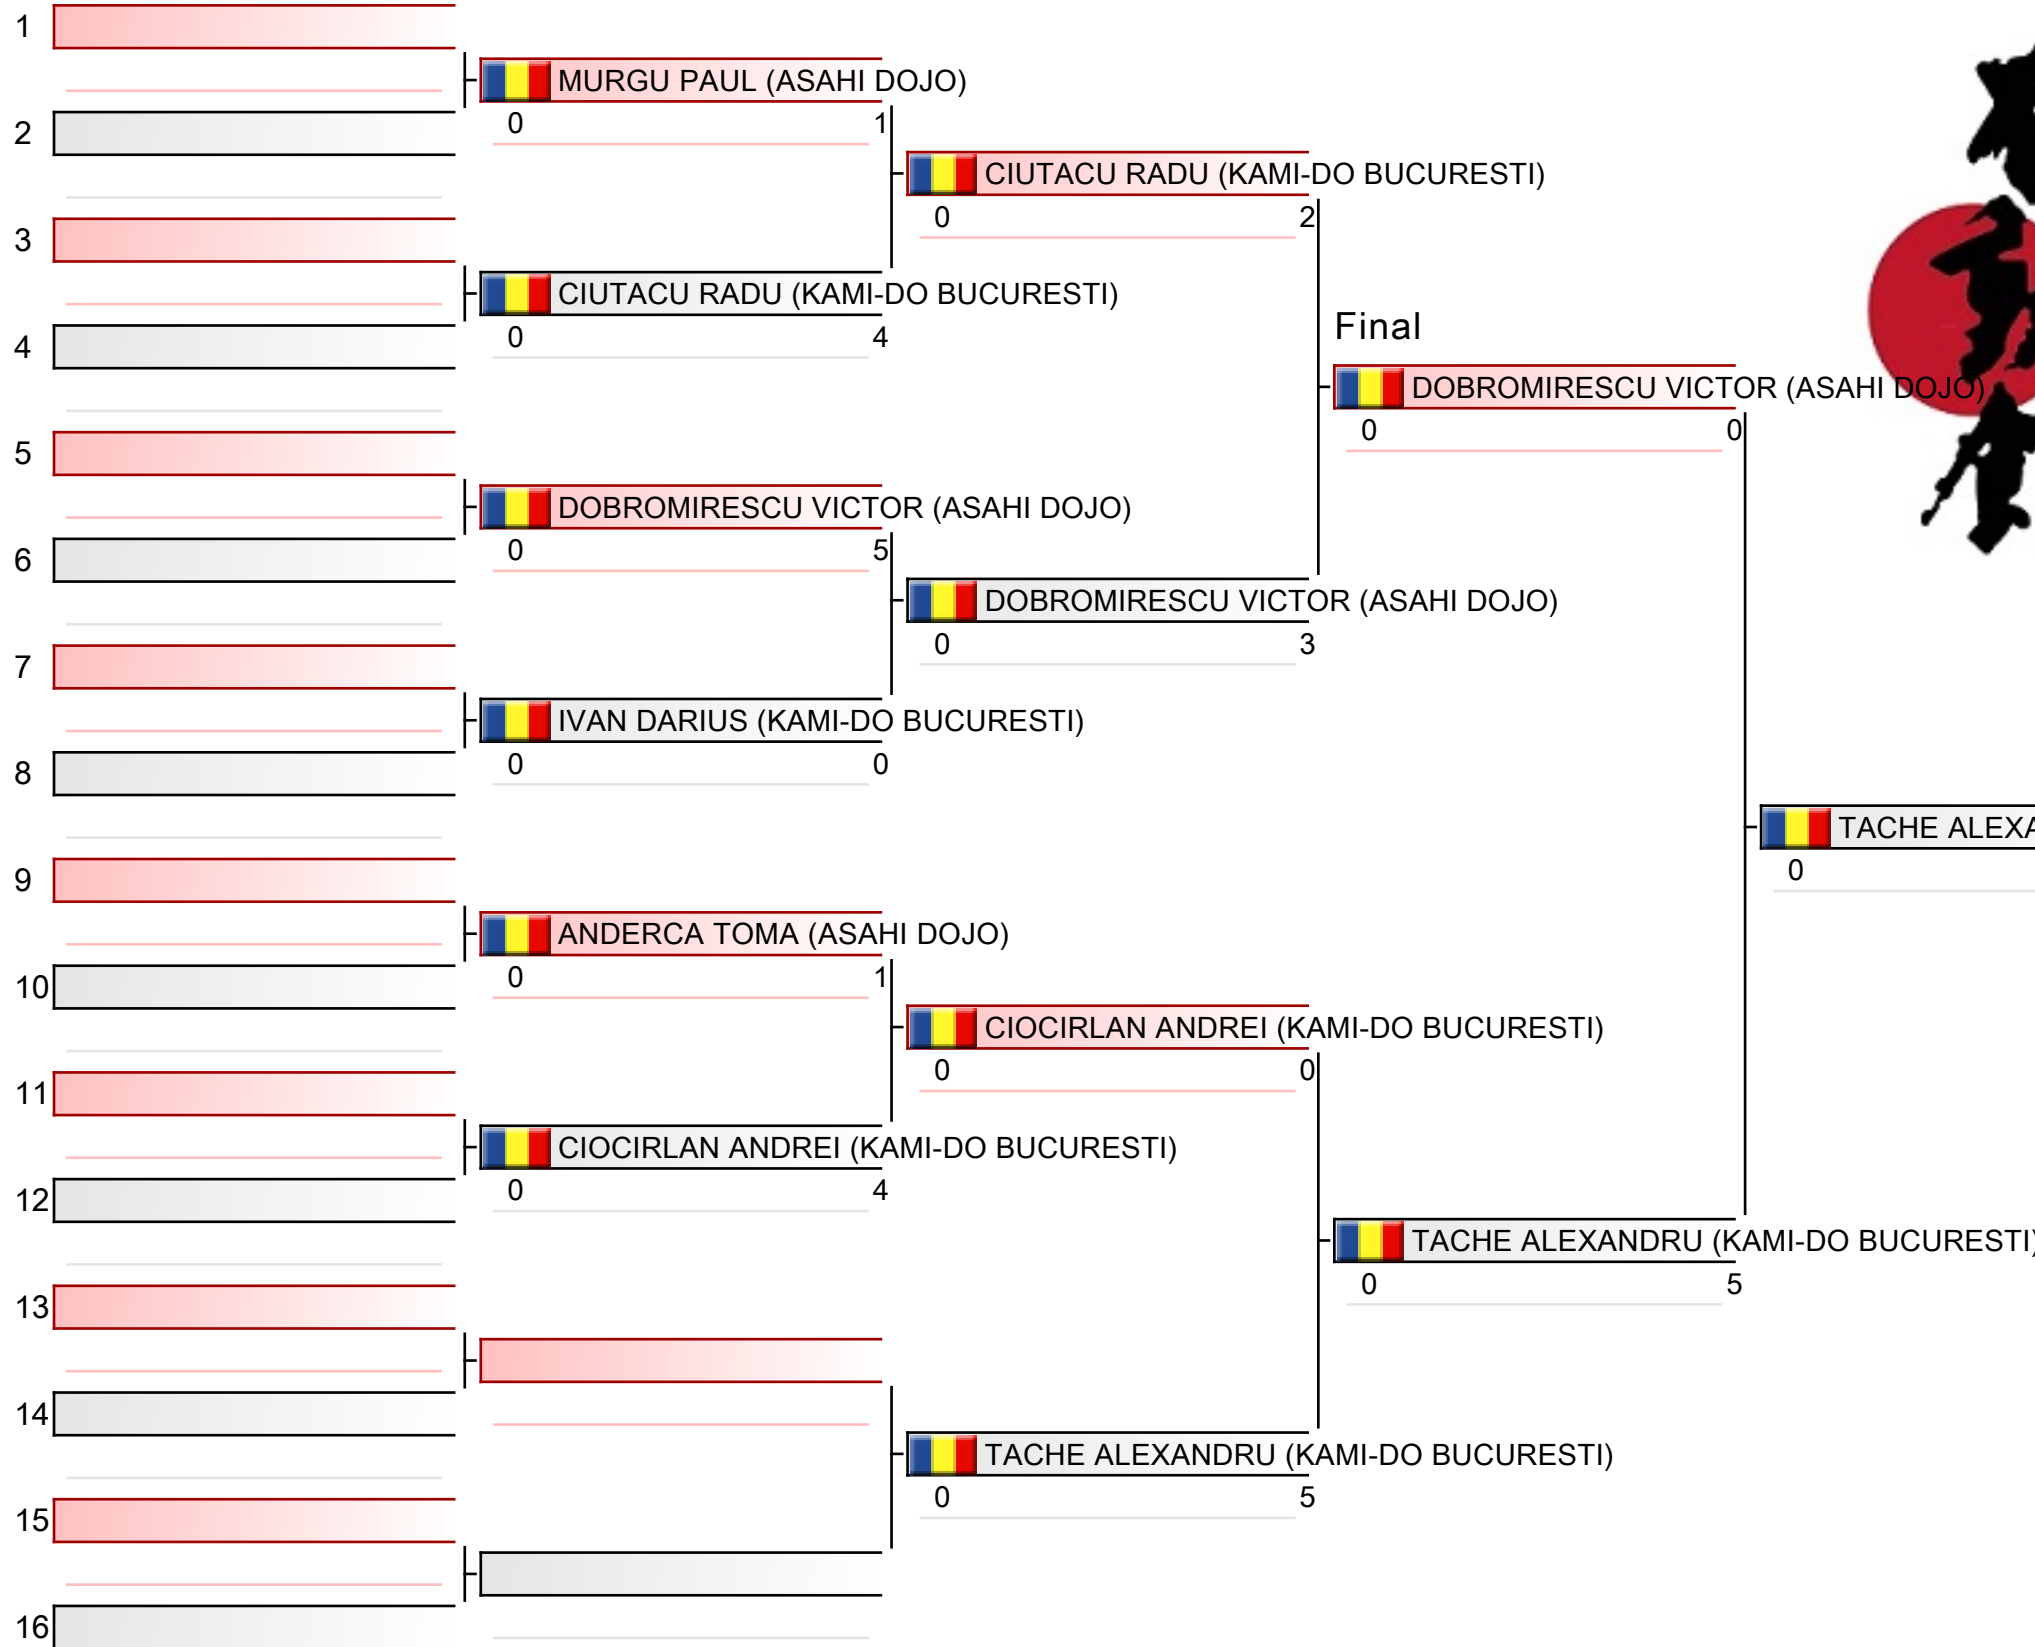 1
MURGU PAUL (ASAHI DOJO)
0 1
2
CIUTACU RADU (KAMI-DO BUCURESTI)
0 2
3
CIUTACU RADU (KAMI-DO BUCURESTI)
0 4
4
Final
DOBROMIRESCU VICTOR (ASAHI DOJO)
0 0
5
DOBROMIRESCU VICTOR (ASAHI DOJO)
0 5
6
DOBROMIRESCU VICTOR (ASAHI DOJO)
0 3
7
IVAN DARIUS (KAMI-DO BUCURESTI)
0 0
8
TACHE ALEXA
0
9
ANDERCA TOMA (ASAHI DOJO)
0 1
10
CIOCIRLAN ANDREI (KAMI-DO BUCURESTI)
0 0
11
CIOCIRLAN ANDREI (KAMI-DO BUCURESTI)
0 4
12
TACHE ALEXANDRU (KAMI-DO BUCURESTI)
0 5
13
14
TACHE ALEXANDRU (KAMI-DO BUCURESTI)
0 5
15
16